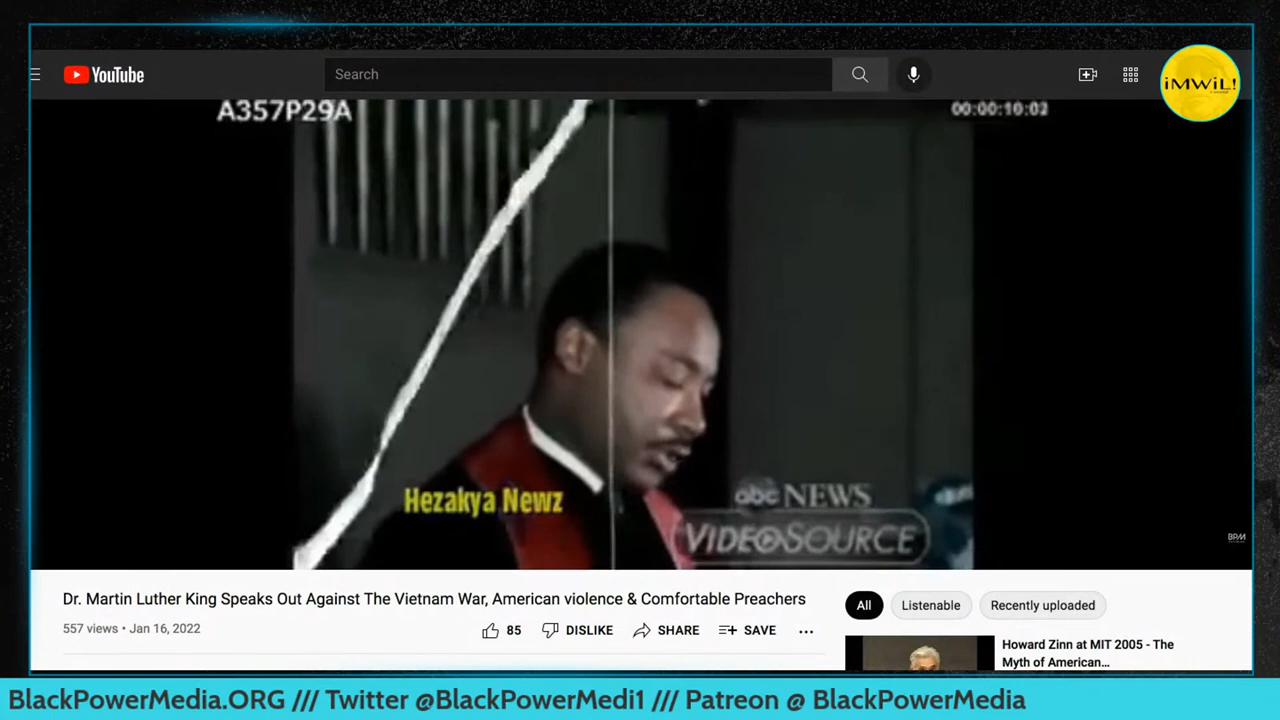 YouTube
Search
iMWiL!
A357P29A
00:00:10:02
Hezakya Newz
abc NEWS
VIDEOSOURCE
BPM
Dr. Martin Luther King Speaks Out Against The Vietnam War, American violence & Comfortable Preachers
557 views • Jan 16, 2022
85
DISLIKE
SHARE
SAVE
All
Listenable
Recently uploaded
Howard Zinn at MIT 2005 - The
Myth of American...
BlackPowerMedia.ORG /// Twitter @BlackPowerMedi1 /// Patreon @ BlackPowerMedia